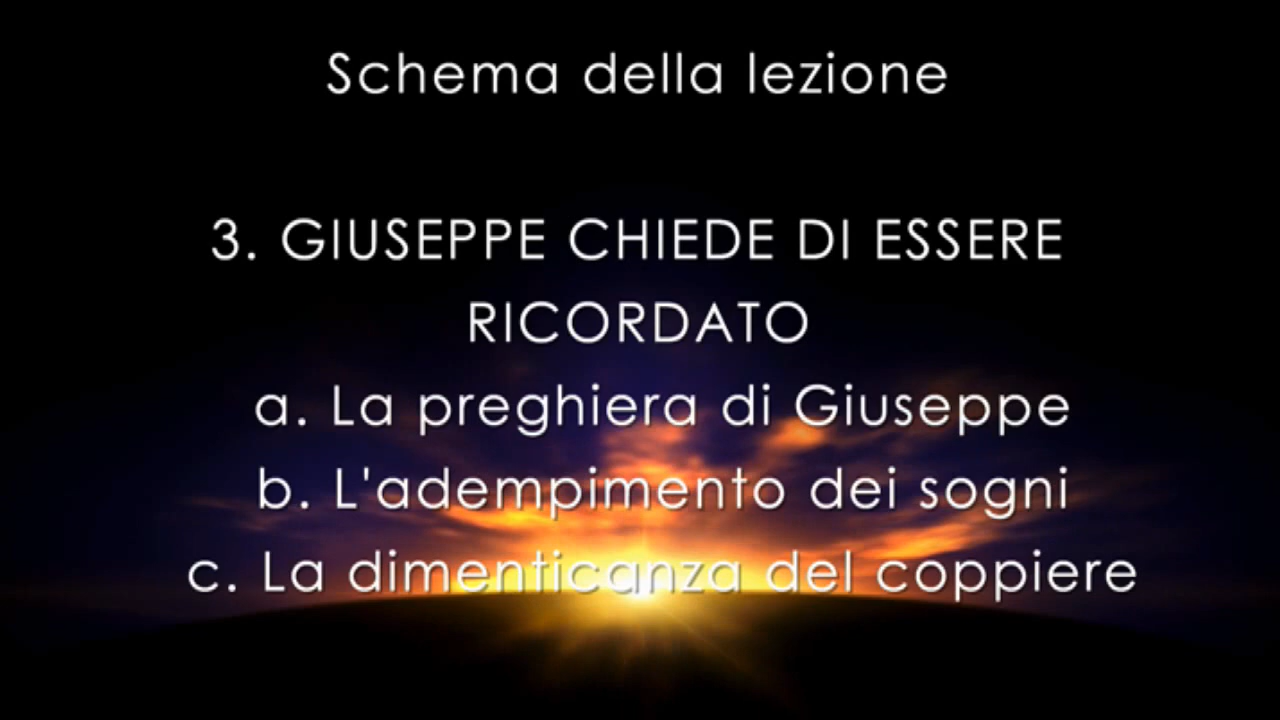 Schema della lezione
3. GIUSEPPE CHIEDE DI ESSERE
RICORDATO
a. La preghiera di Giuseppe
b. L'adempimento dei sogni
c. La dimenticanza del coppiere